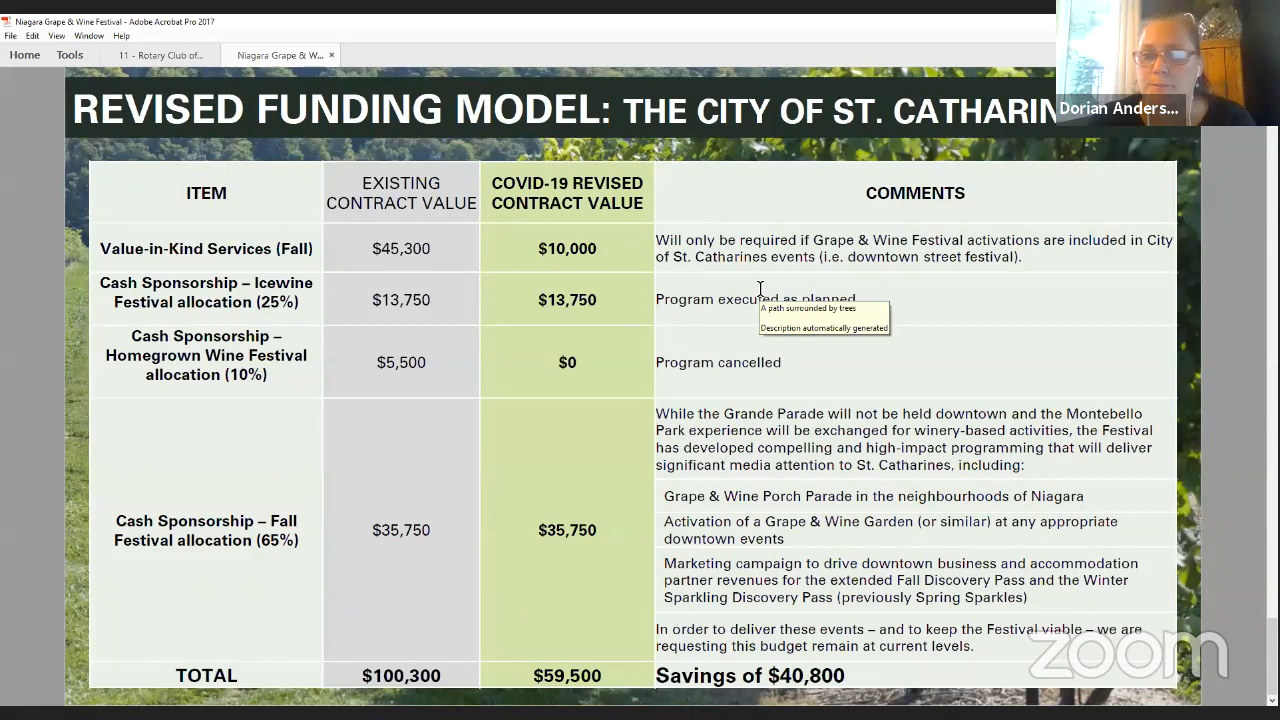 Niagara Grape & Wine Festival - Adobe Acrobat Pro 2017
File Edit View Window Help
Home Tools 11 - Rotary Club of... Niagara Grape & W... ×
Dorian Anders...
REVISED FUNDING MODEL: THE CITY OF ST. CATHARIN
ITEM
EXISTING
CONTRACT VALUE
COVID-19 REVISED
CONTRACT VALUE
COMMENTS
Value-in-Kind Services (Fall)
$45,300
$10,000
Will only be required if Grape & Wine Festival activations are included in City
of St. Catharines events (i.e. downtown street festival).
Cash Sponsorship – Icewine
Festival allocation (25%)
$13,750
$13,750
Program executed as planned
A path surrounded by trees
Description automatically generated
Cash Sponsorship –
Homegrown Wine Festival
allocation (10%)
$5,500
$0
Program cancelled
Cash Sponsorship – Fall
Festival allocation (65%)
$35,750
$35,750
While the Grande Parade will not be held downtown and the Montebello
Park experience will be exchanged for winery-based activities, the Festival
has developed compelling and high-impact programming that will deliver
significant media attention to St. Catharines, including:
Grape & Wine Porch Parade in the neighbourhoods of Niagara
Activation of a Grape & Wine Garden (or similar) at any appropriate
downtown events
Marketing campaign to drive downtown business and accommodation
partner revenues for the extended Fall Discovery Pass and the Winter
Sparkling Discovery Pass (previously Spring Sparkles)
In order to deliver these events – and to keep the Festival viable – we are
requesting this budget remain at current levels.
TOTAL
$100,300
$59,500
Savings of $40,800
zoom